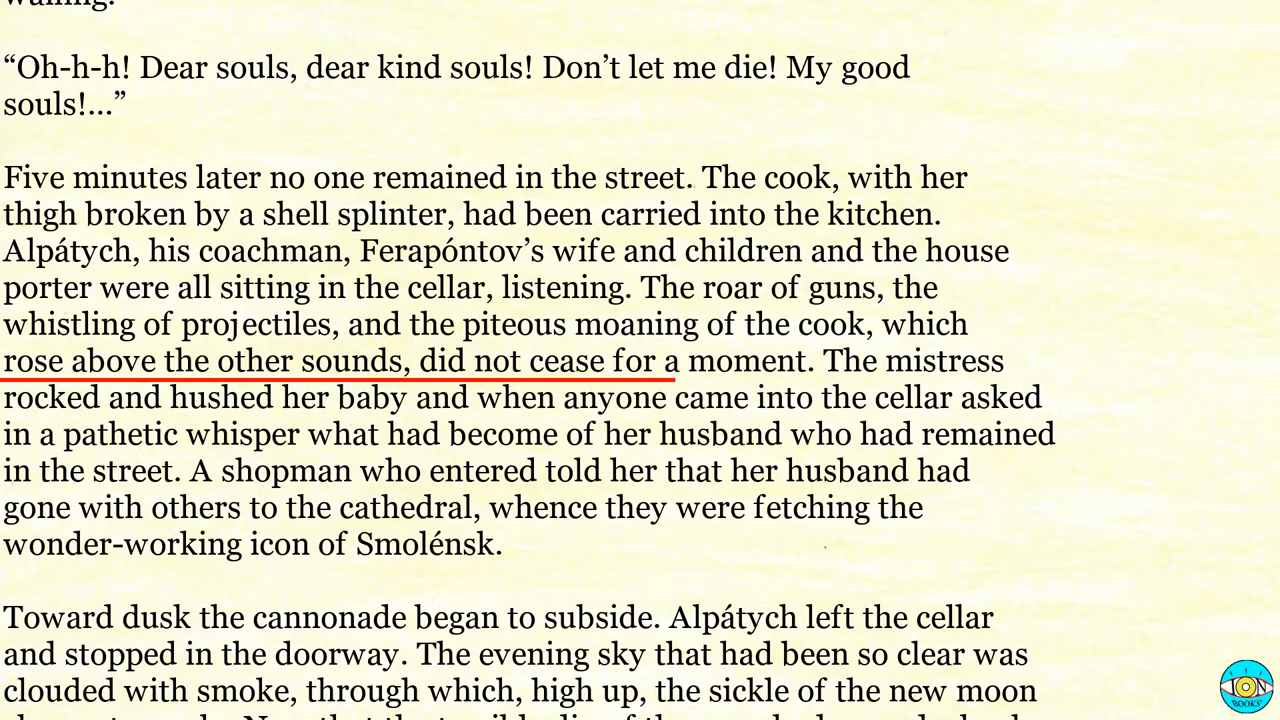 wailing.
“Oh-h-h! Dear souls, dear kind souls! Don’t let me die! My good
souls!...”
Five minutes later no one remained in the street. The cook, with her
thigh broken by a shell splinter, had been carried into the kitchen.
Alpátych, his coachman, Ferapóntov’s wife and children and the house
porter were all sitting in the cellar, listening. The roar of guns, the
whistling of projectiles, and the piteous moaning of the cook, which
rose above the other sounds, did not cease for a moment. The mistress
rocked and hushed her baby and when anyone came into the cellar asked
in a pathetic whisper what had become of her husband who had remained
in the street. A shopman who entered told her that her husband had
gone with others to the cathedral, whence they were fetching the
wonder-working icon of Smolénsk.
Toward dusk the cannonade began to subside. Alpátych left the cellar
and stopped in the doorway. The evening sky that had been so clear was
clouded with smoke, through which, high up, the sickle of the new moon
ION
BOOKS